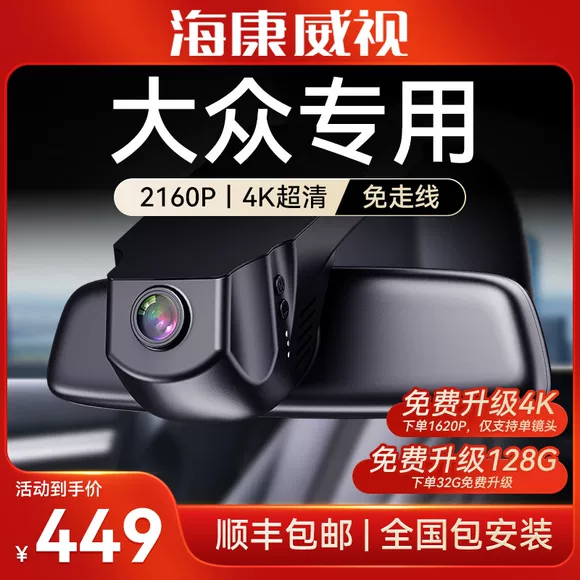 海康威视
大众专用
2160P | 4K超清 免走线
免费升级4K
下单1620P，仅支持单镜头
免费升级128G
下单32G免费升级
活动到手价
¥449
顺丰包邮 | 全国包安装